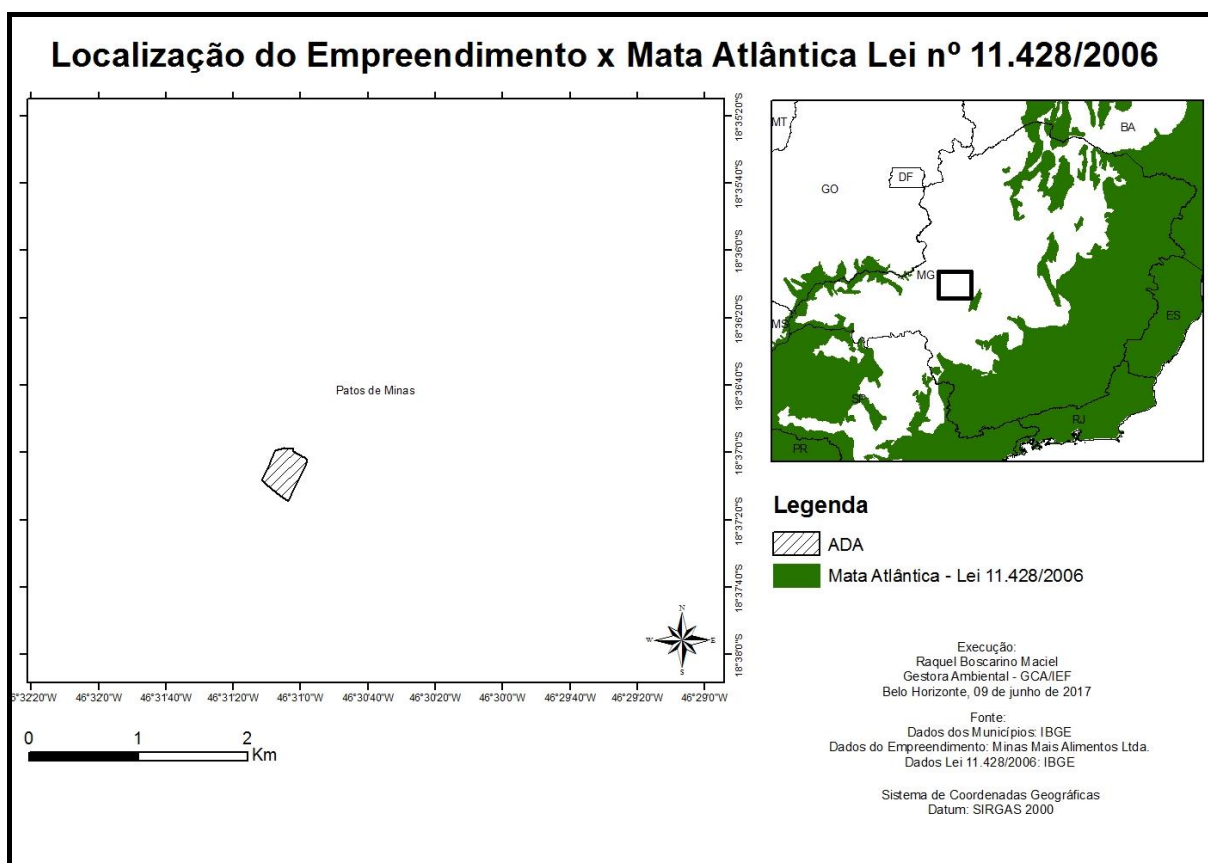 Localização do Empreendimento x Mata Atlântica Lei nº 11.428/2006
18°35'20"S
18°35'40"S
18°36'0"S
18°36'20"S
18°36'40"S
18°37'0"S
18°37'20"S
18°37'40"S
18°38'0"S
Patos de Minas
N
W
E
S
6°32'20"W
46°32'0"W
46°31'20"W
46°31'0"W
46°30'20"W
46°30'0"W
46°29'40"W
46°29'20"W
46°29'0"W
0 1 2
Km
MT
BA
DF
GO
MG
MS
ES
SP
RJ
PR
Legenda
ADA
Mata Atlântica - Lei 11.428/2006
Execução:
Raquel Boscarino Maciel
Gestora Ambiental - GCA/IEF
Belo Horizonte, 09 de junho de 2017
Fonte:
Dados dos Municípios: IBGE
Dados do Empreendimento: Minas Mais Alimentos Ltda.
Dados Lei 11.428/2006: IBGE
Sistema de Coordenadas Geográficas
Datum: SIRGAS 2000